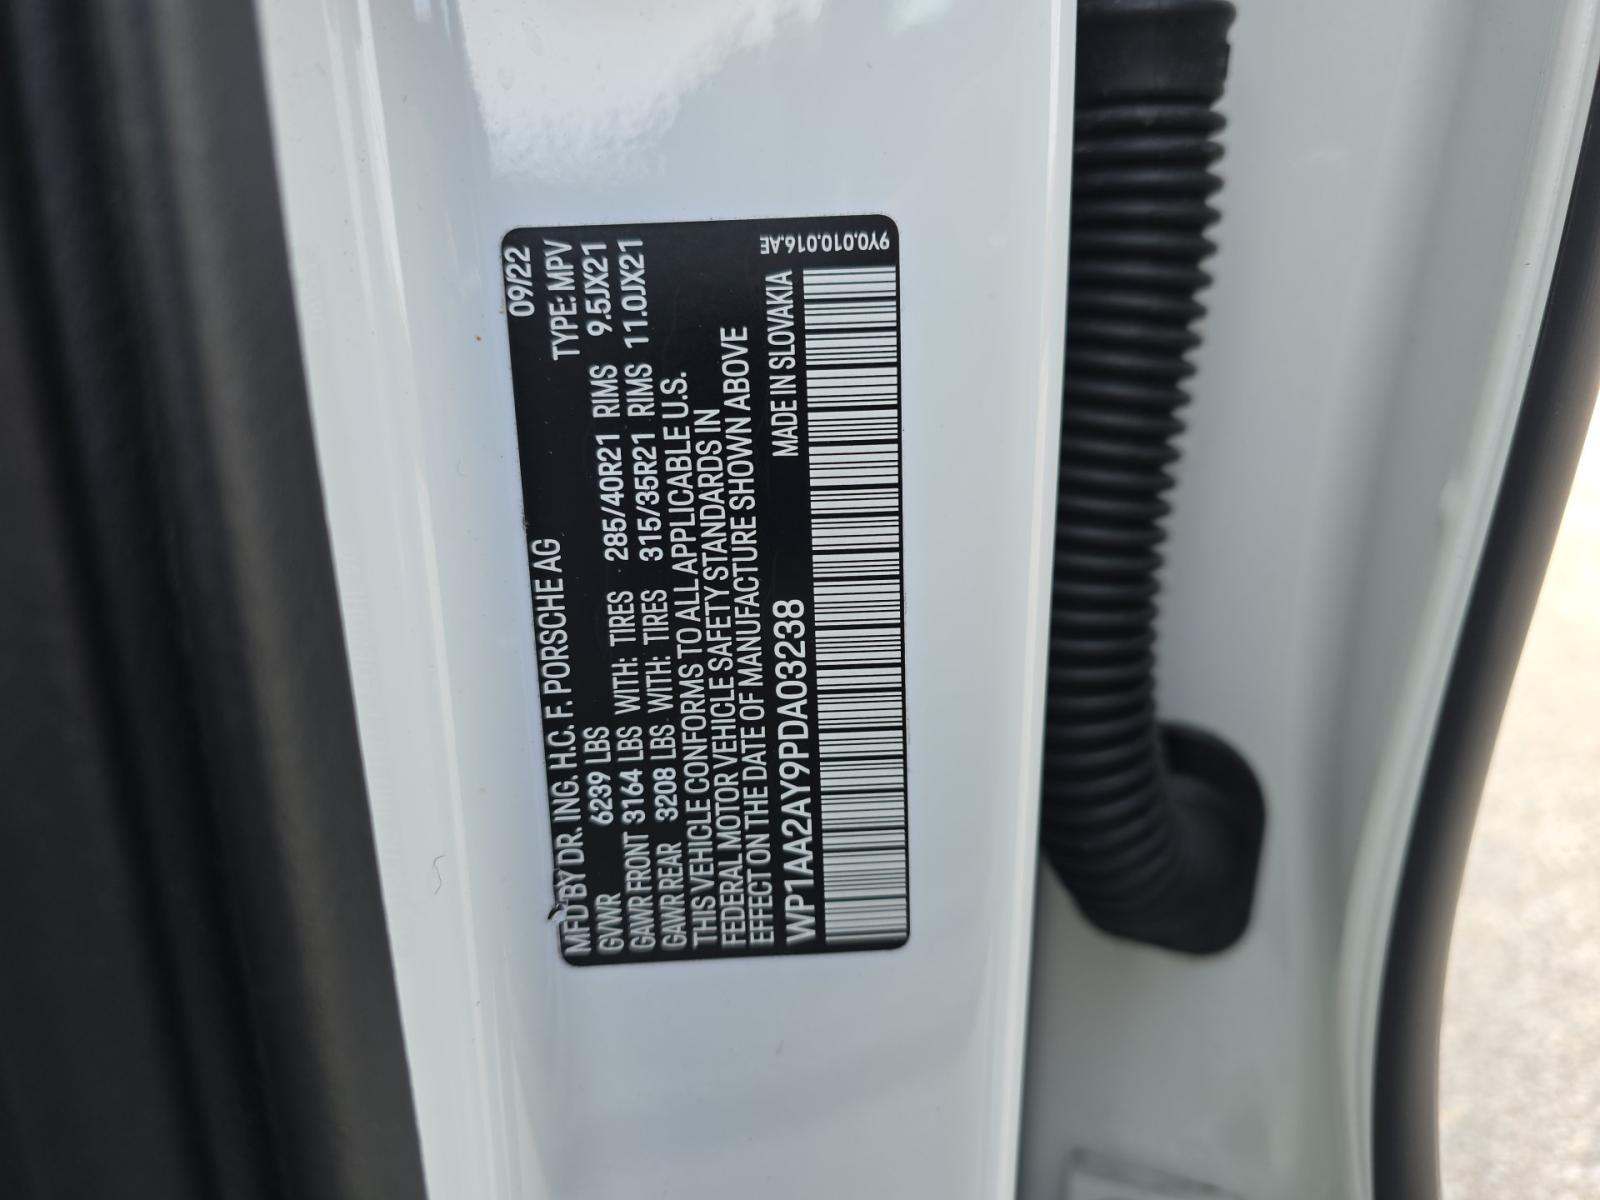 09/22
MFD BY DR. ING. H.C. F. PORSCHE AG TYPE: MPV
GVWR 6239 LBS
GAWR FRONT 3164 LBS WITH: TIRES 285/40R21 RIMS 9.5JX21
GAWR REAR 3208 LBS WITH: TIRES 315/35R21 RIMS 11.0JX21
THIS VEHICLE CONFORMS TO ALL APPLICABLE U.S.
FEDERAL MOTOR VEHICLE SAFETY STANDARDS IN
EFFECT ON THE DATE OF MANUFACTURE SHOWN ABOVE
WP1AA2AY9PDA03238 MADE IN SLOVAKIA
9Y0.010.016.AE